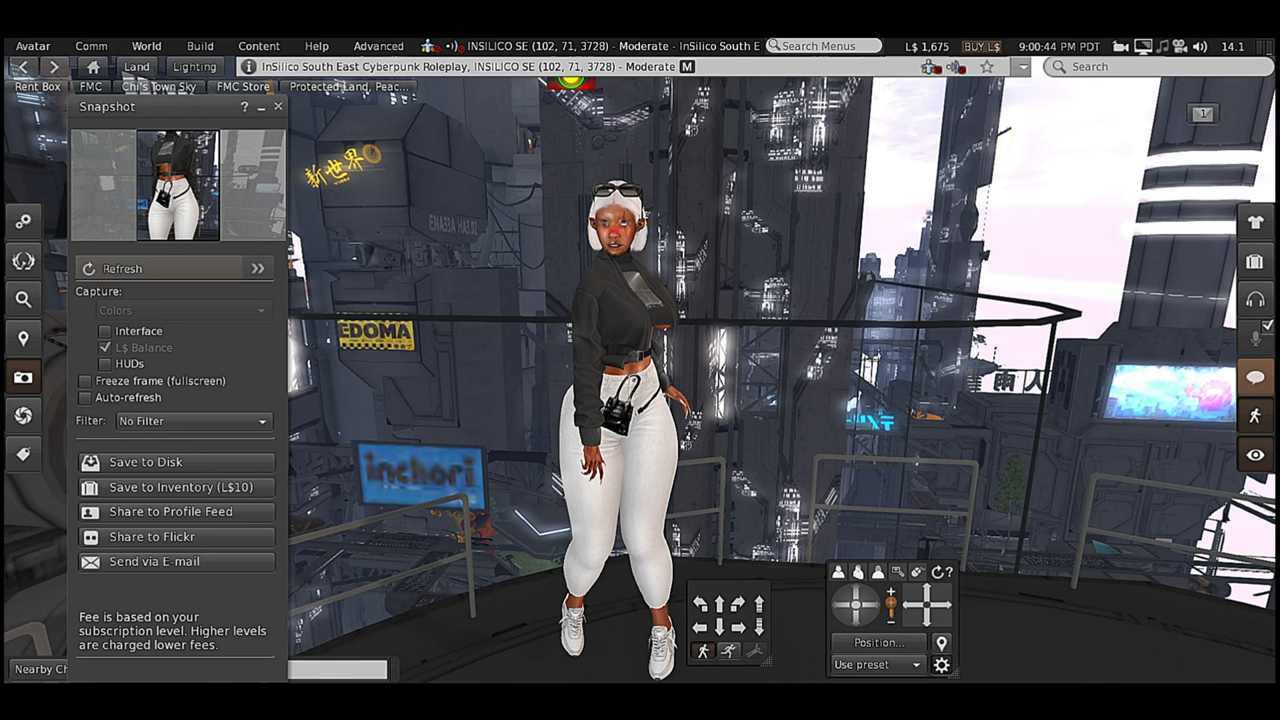 Avatar Comm World Build Content Help Advanced INSILICO SE (102, 71, 3728) - Moderate - InSilico South E Search Menus L$ 1,675 BUY L$ 9:00:44 PM PDT 14.1
Land Lighting InSilico South East Cyberpunk Roleplay, INSILICO SE (102, 71, 3728) - Moderate M Search
Rent Box FMC Chi's Town Sky FMC Store Protected Land, Peac...
Snapshot ?
1
新世界
Refresh
Capture:
Colors
Interface
L$ Balance
HUDs
Freeze frame (fullscreen)
Auto-refresh
Filter: No Filter
EDOMA
雨人
inchori
Save to Disk
Save to Inventory (L$10)
Share to Profile Feed
Share to Flickr
Send via E-mail
Fee is based on your
subscription level. Higher levels
are charged lower fees.
?
Position...
Use preset
Nearby Ch